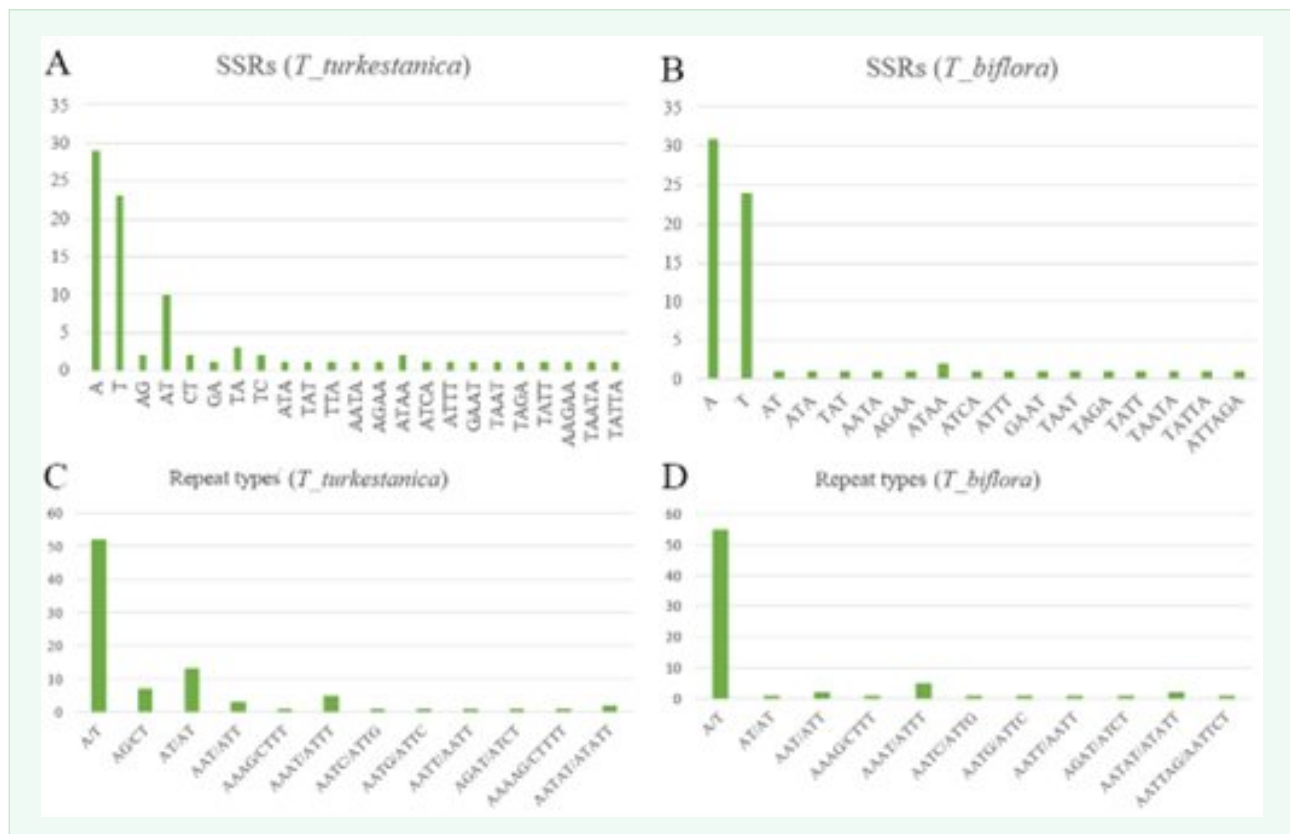 A
SSRs (T_turkestanica)
35
30
25
20
15
10
5
0
A T AG AT CT GA TA TC ATA TAT TTA AATA AGAA ATAA ATCA ATTT GAAT TAAT TAGA TATT AAGAA TAATA TATTA
B
SSRs (T_biflora)
35
30
25
20
15
10
5
0
A T AT ATA TAT AATA AGAA ATAA ATCA ATTT GAAT TAAT TAGA TATT TAATA TATTA ATTAGA
C
Repeat types (T_turkestanica)
60
50
40
30
20
10
0
A/T AG/CT AT/AT AAT/ATT AAAG/CTTT AAAT/ATTT AATC/ATTG AATG/ATTC AATT/AATT AGAT/ATCT AAAAG/CTTTT AATAT/ATATT
D
Repeat types (T_biflora)
60
50
40
30
20
10
0
A/T AT/AT AAT/ATT AAAG/CTTT AAAT/ATTT AATC/ATTG AATG/ATTC AATT/AATT AGAT/ATCT AATAT/ATATT AATTAG/AATTCT